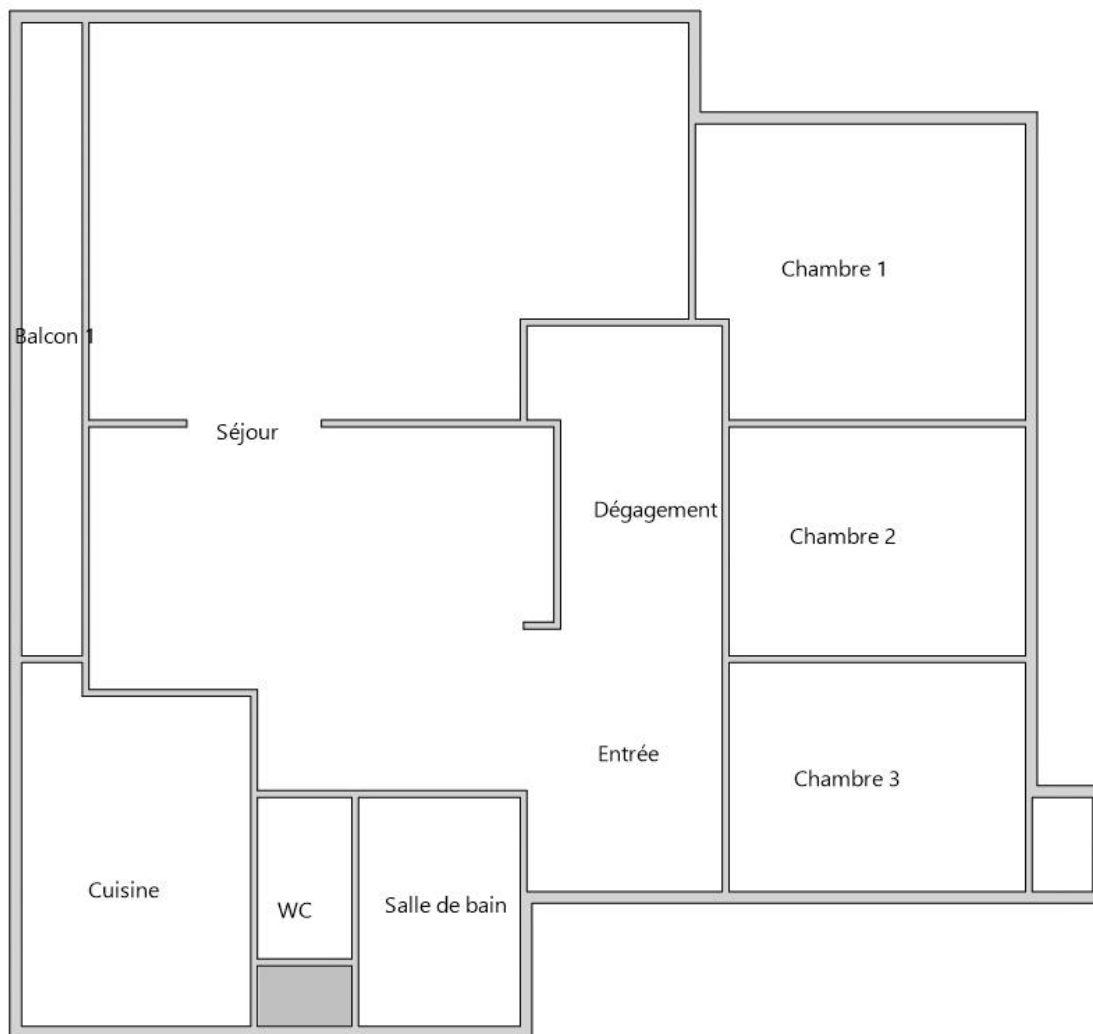 Chambre 1
Balcon 1
Séjour
Dégagement
Chambre 2
Entrée
Chambre 3
Cuisine
WC
Salle de bain